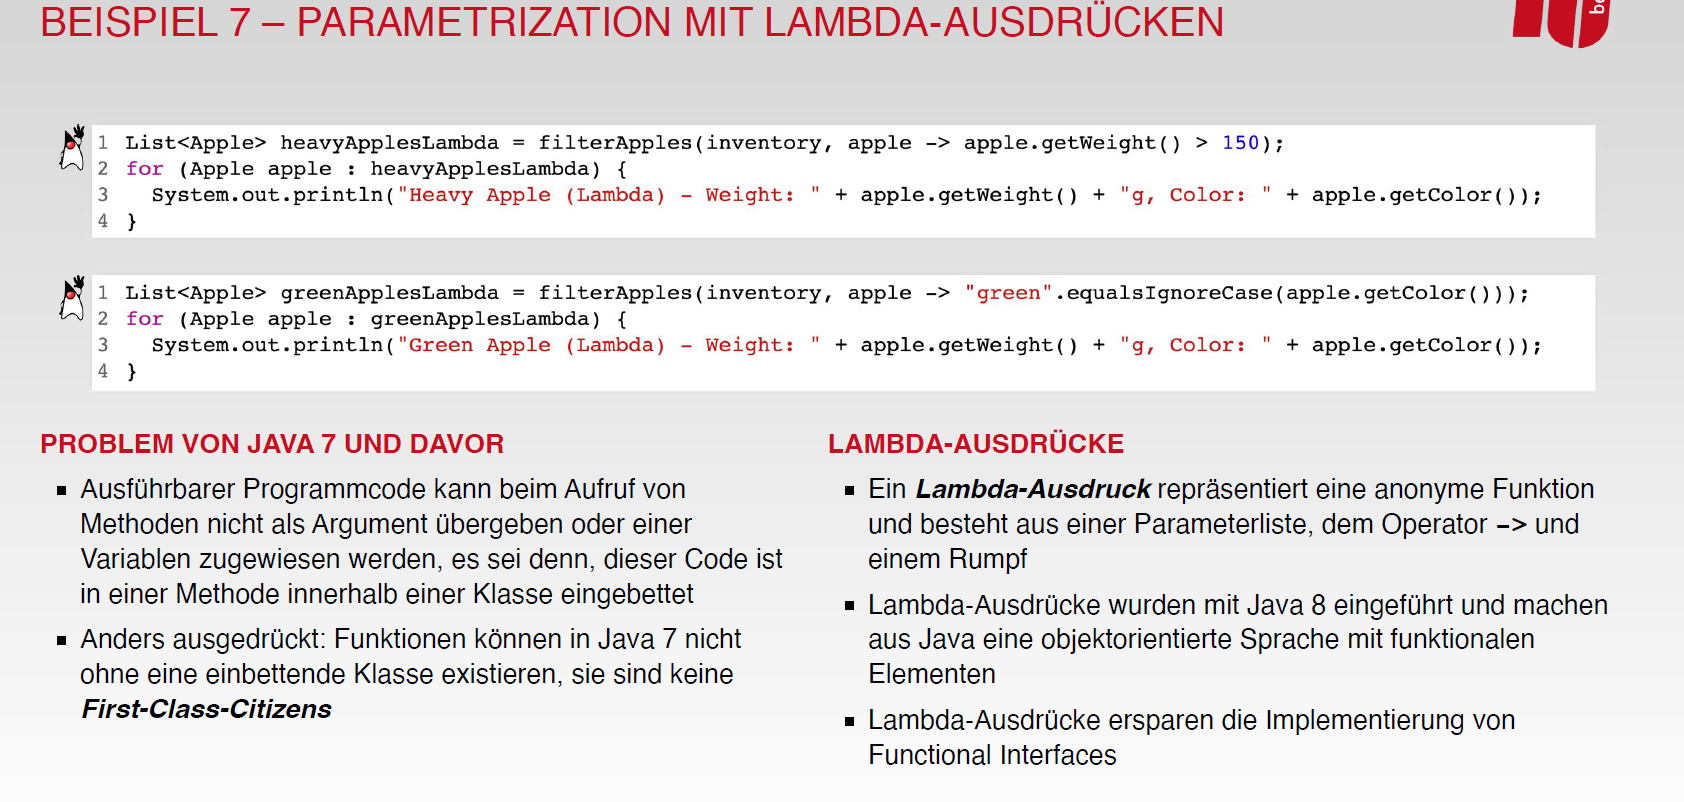 BEISPIEL 7 – PARAMETRIZATION MIT LAMBDA-AUSDRÜCKEN
1 List<Apple> heavyApplesLambda = filterApples(inventory, apple -> apple.getWeight() > 150);
2 for (Apple apple : heavyApplesLambda) {
3   System.out.println("Heavy Apple (Lambda) - Weight: " + apple.getWeight() + "g, Color: " + apple.getColor());
4 }
1 List<Apple> greenApplesLambda = filterApples(inventory, apple -> "green".equalsIgnoreCase(apple.getColor()));
2 for (Apple apple : greenApplesLambda) {
3   System.out.println("Green Apple (Lambda) - Weight: " + apple.getWeight() + "g, Color: " + apple.getColor());
4 }
PROBLEM VON JAVA 7 UND DAVOR
▪ Ausführbarer Programmcode kann beim Aufruf von
Methoden nicht als Argument übergeben oder einer
Variablen zugewiesen werden, es sei denn, dieser Code ist
in einer Methode innerhalb einer Klasse eingebettet
▪ Anders ausgedrückt: Funktionen können in Java 7 nicht
ohne eine einbettende Klasse existieren, sie sind keine
First-Class-Citizens
LAMBDA-AUSDRÜCKE
▪ Ein Lambda-Ausdruck repräsentiert eine anonyme Funktion
und besteht aus einer Parameterliste, dem Operator –> und
einem Rumpf
▪ Lambda-Ausdrücke wurden mit Java 8 eingeführt und machen
aus Java eine objektorientierte Sprache mit funktionalen
Elementen
▪ Lambda-Ausdrücke ersparen die Implementierung von
Functional Interfaces